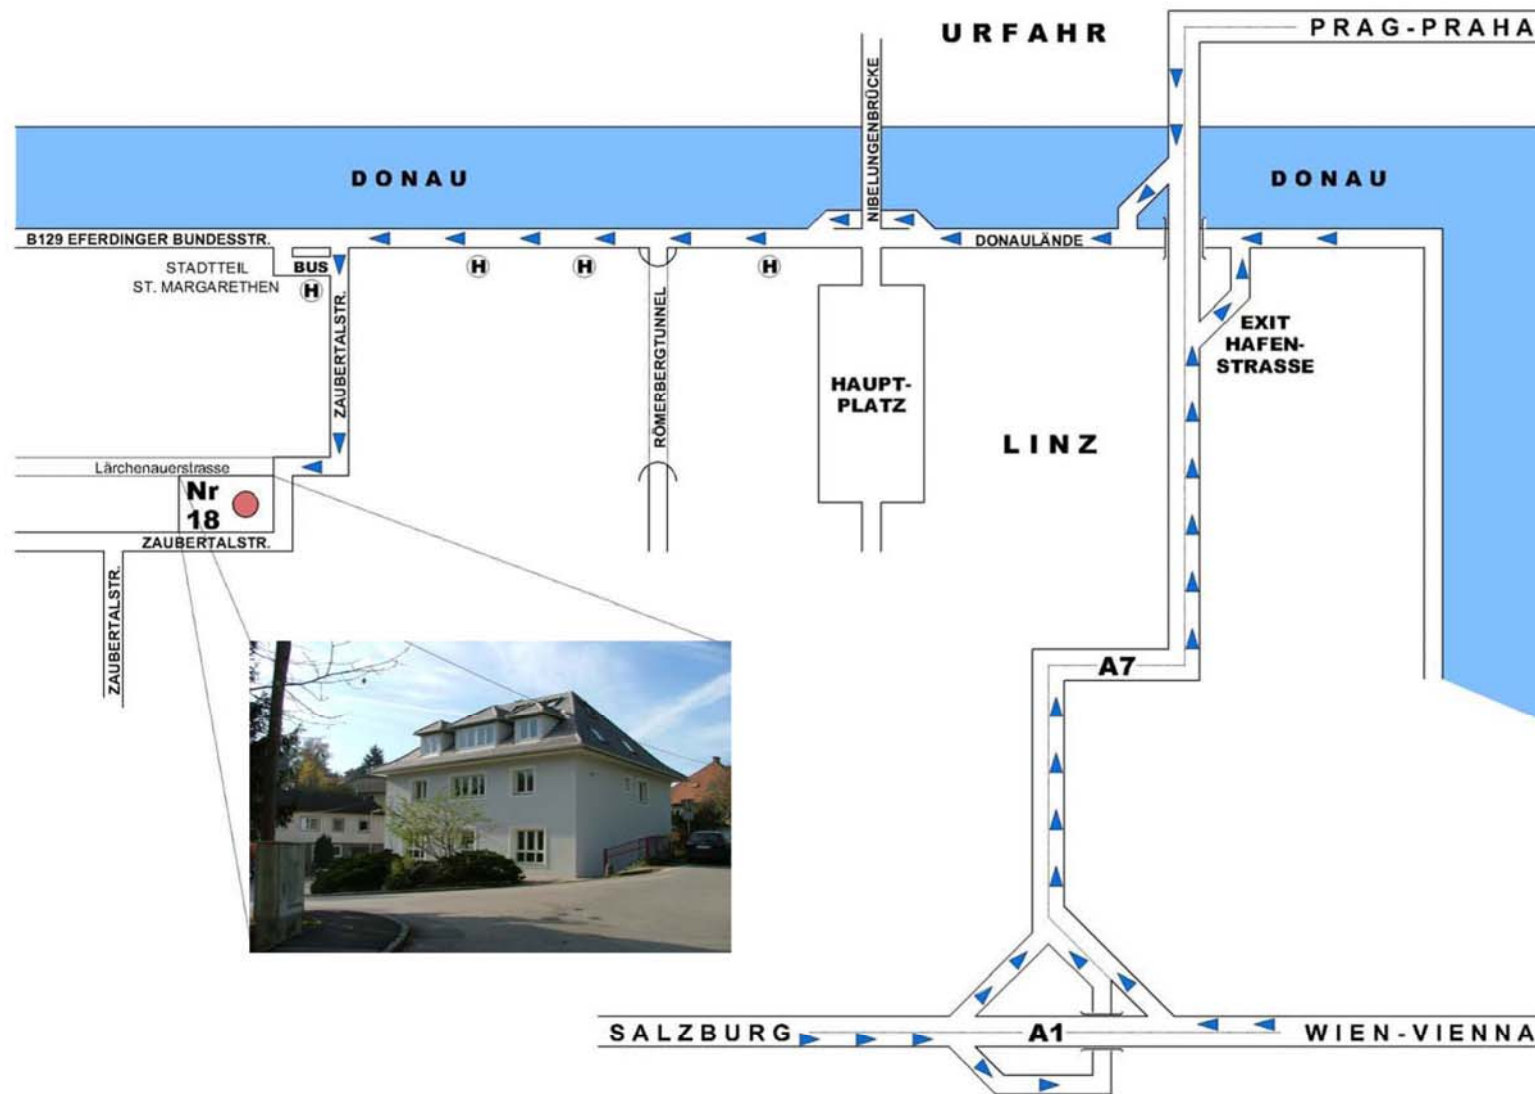 URFAHR
PRAG-PRAHA
NIBELUNGENBRÜCKE
DONAU
DONAU
B129 EFERDINGER BUNDESSTR.
DONAULÄNDE
STADTTEIL
ST. MARGARETHEN
BUS
H
H
H
H
ZAUBERTALSTR.
RÖMERBERGTUNNEL
HAUPT-
PLATZ
EXIT
HAFEN-
STRASSE
LINZ
Lärchenauerstrasse
Nr
18
ZAUBERTALSTR.
ZAUBERTALSTR.
A7
SALZBURG
A1
WIEN-VIENNA